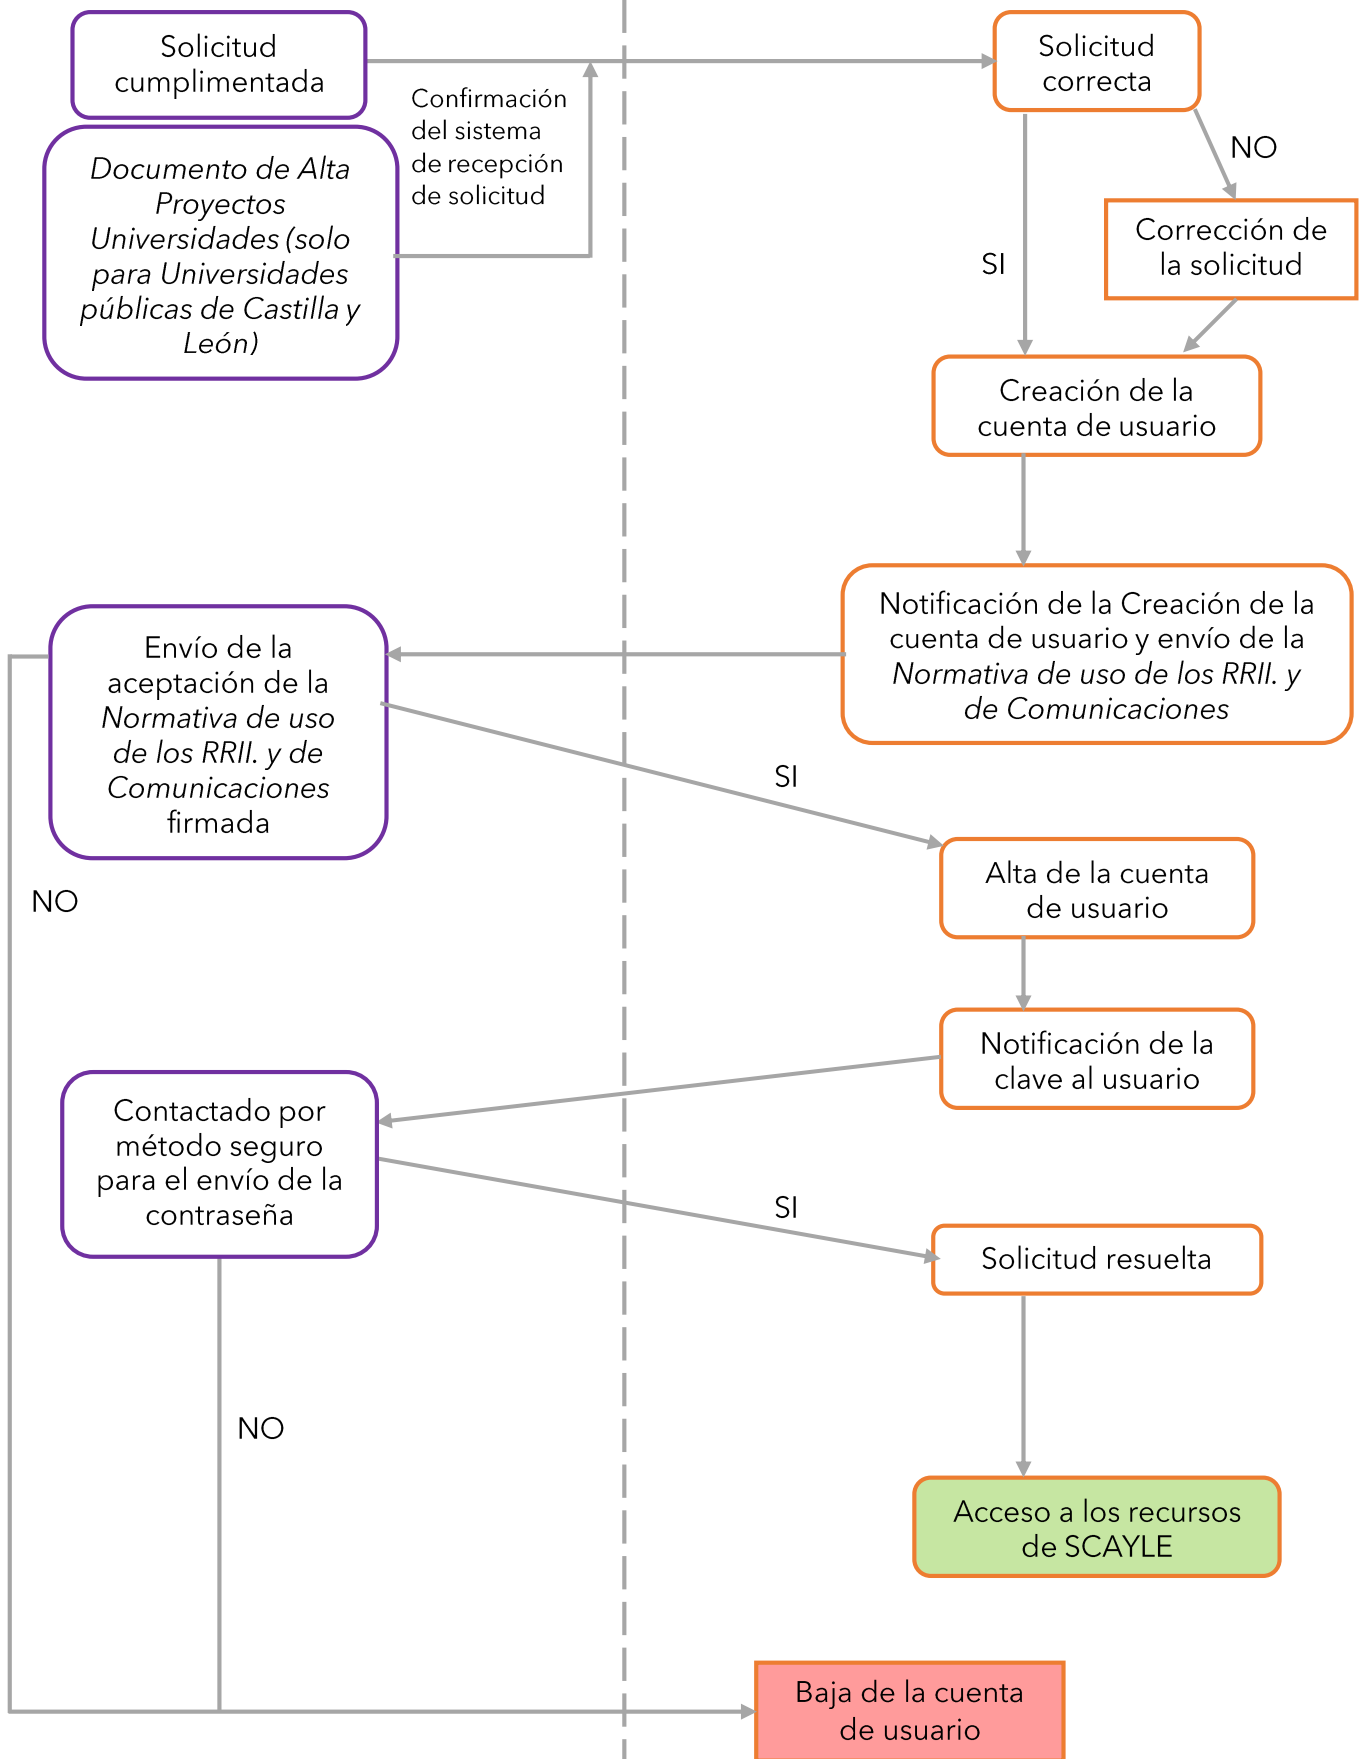 Solicitud
cumplimentada
Confirmación
del sistema
de recepción
de solicitud
Documento de Alta
Proyectos
Universidades (solo
para Universidades
públicas de Castilla y
León)
Solicitud
correcta
NO
Corrección de
la solicitud
SI
Creación de la
cuenta de usuario
Notificación de la Creación de la
cuenta de usuario y envío de la
Normativa de uso de los RRII. y
de Comunicaciones
Envío de la
aceptación de la
Normativa de uso
de los RRII. y de
Comunicaciones
firmada
SI
NO
Alta de la cuenta
de usuario
Notificación de la
clave al usuario
Contactado por
método seguro
para el envío de la
contraseña
SI
Solicitud resuelta
NO
Acceso a los recursos
de SCAYLE
Baja de la cuenta
de usuario